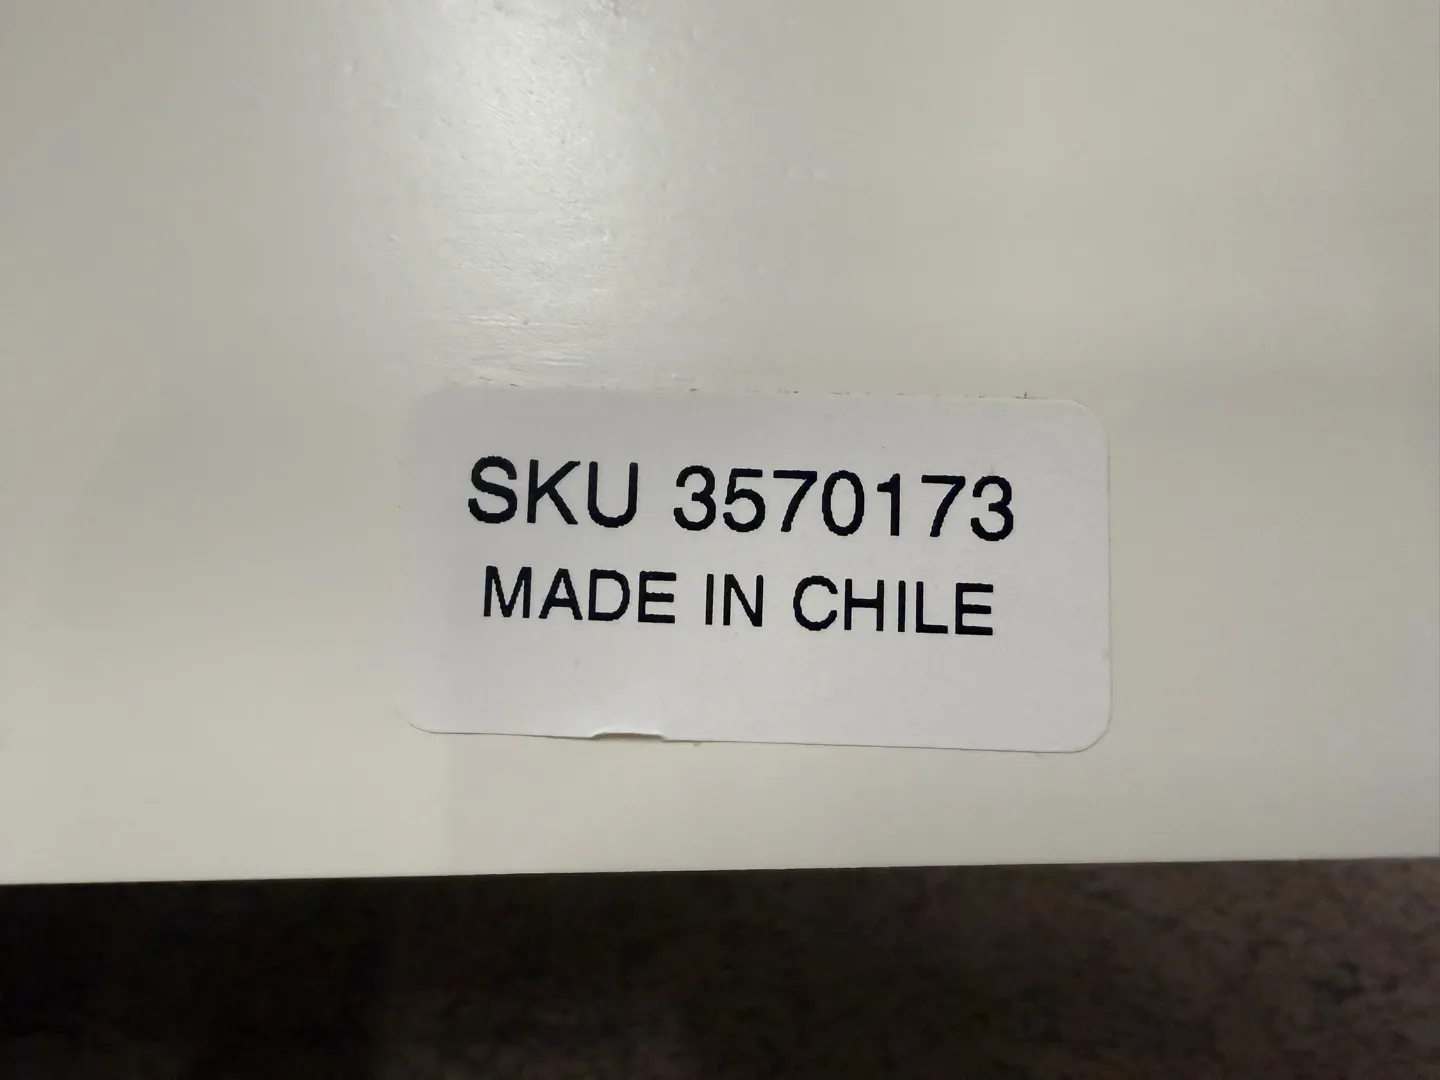 SKU 3570173
MADE IN CHILE